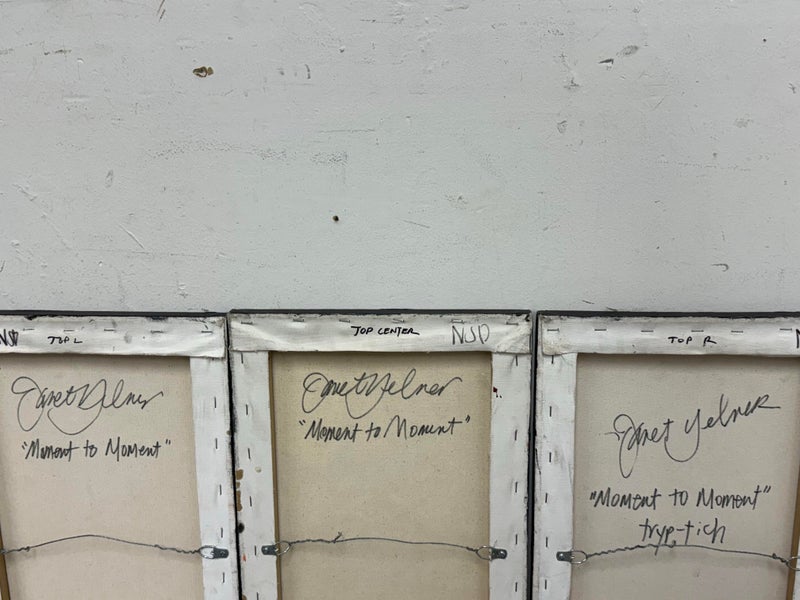 TOP L
Janet Yelner
"Moment to Moment"
TOP CENTER NSD
Janet Yelner
"Moment to Moment"
TOP R
Janet Yelner
"Moment to Moment"
tryp-tich